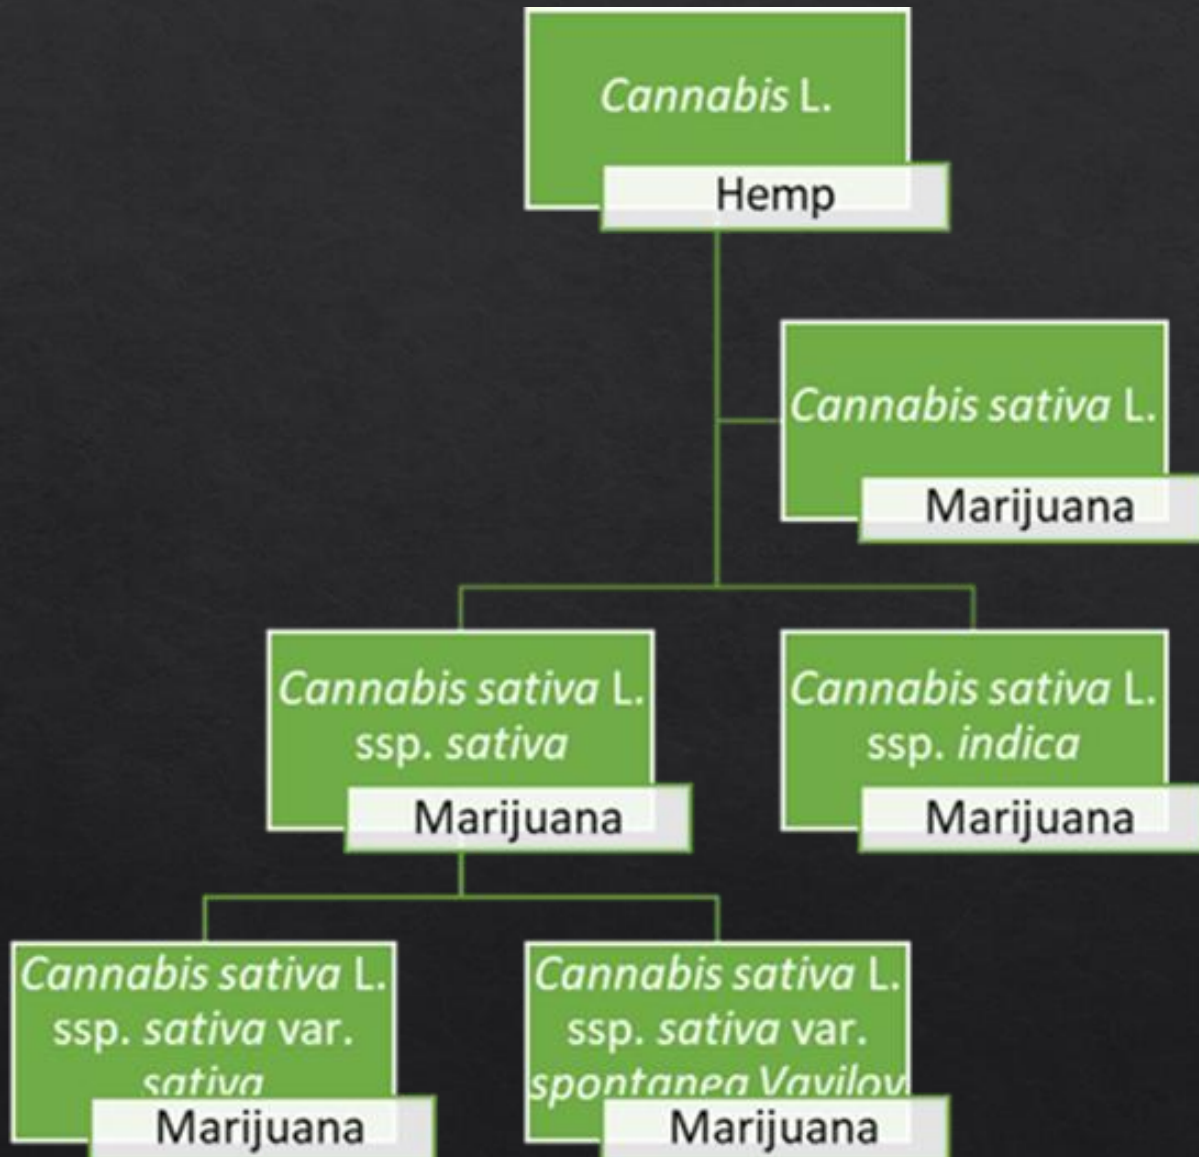 Cannabis L.
Hemp
Cannabis sativa L.
Marijuana
Cannabis sativa L.
ssp. sativa
Marijuana
Cannabis sativa L.
ssp. indica
Marijuana
Cannabis sativa L.
ssp. sativa var.
sativa
Marijuana
Cannabis sativa L.
ssp. sativa var.
spontanea Vavilov
Marijuana